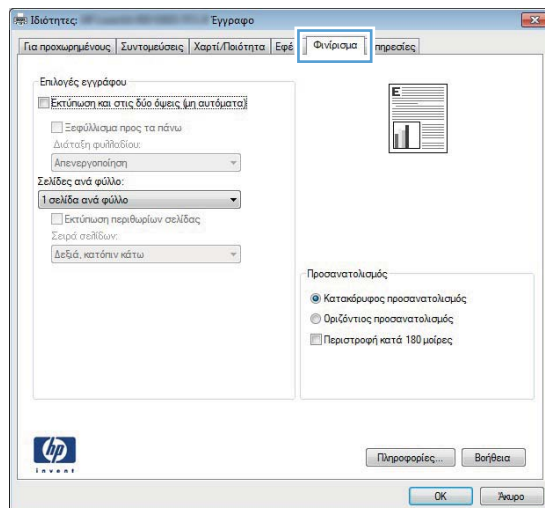 Ιδιότητες: Έγγραφο
Για προχωρημένους Συντομεύσεις Χαρτί/Ποιότητα Εφέ Φινίρισμα πηρεσίες
Επιλογές εγγράφου
Εκτύπωση και στις δύο όψεις (μη αυτόματα)
Ξεφύλλισμα προς τα πάνω
Διάταξη φυλλαδίου:
Απενεργοποίηση
Σελίδες ανά φύλλο:
1 σελίδα ανά φύλλο
Εκτύπωση περιθωρίων σελίδας
Σειρά σελίδων:
Δεξιά, κατόπιν κάτω
E
Προσανατολισμός
Κατακόρυφος προσανατολισμός
Οριζόντιος προσανατολισμός
Περιστροφή κατά 180 μοίρες
hp
invent
Πληροφορίες... Βοήθεια
OK Άκυρο